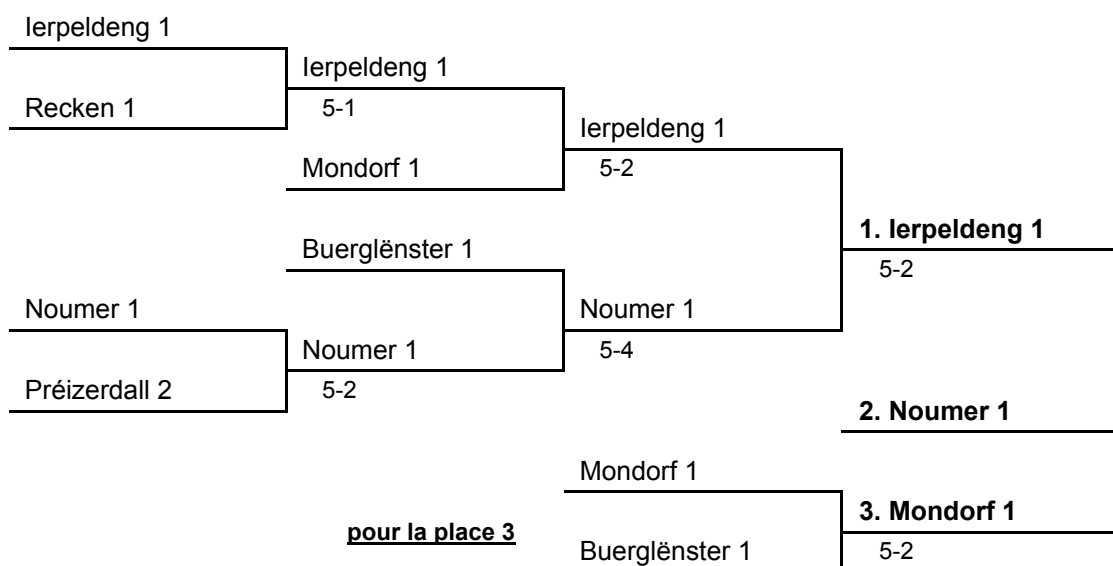 Ierpeldeng 1
Ierpeldeng 1
Recken 1
5-1
Ierpeldeng 1
Mondorf 1
5-2
1. Ierpeldeng 1
Buerglënster 1
5-2
Noumer 1
Noumer 1
Noumer 1
5-4
Préizerdall 2
5-2
2. Noumer 1
Mondorf 1
3. Mondorf 1
pour la place 3
Buerglënster 1
5-2